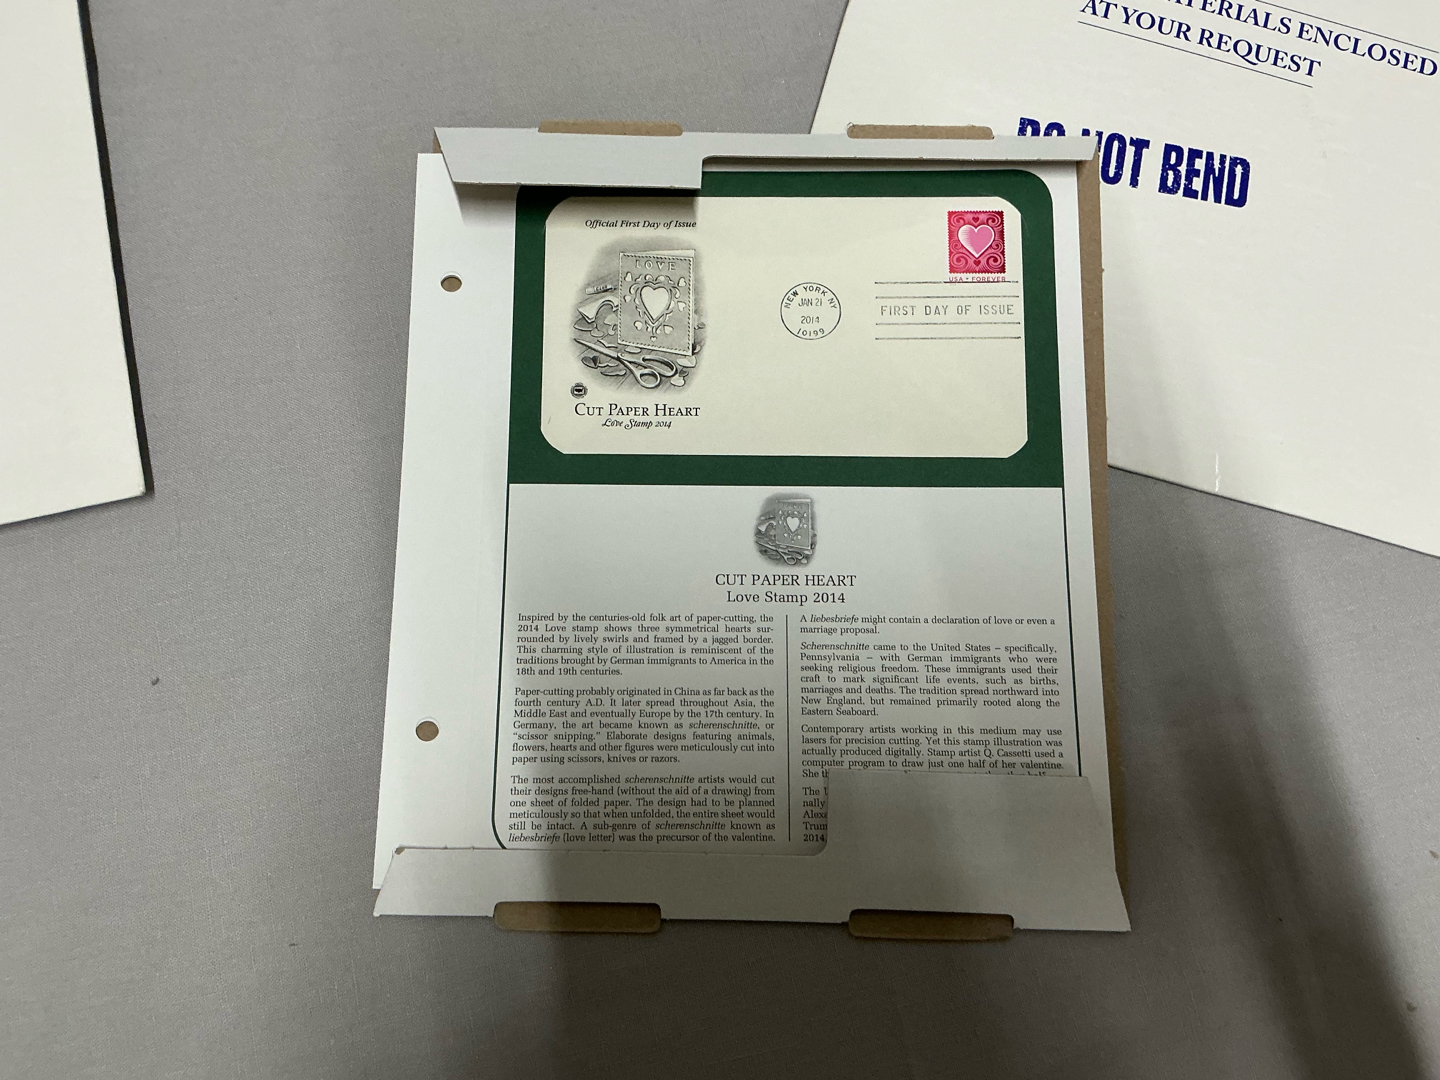 MATERIALS ENCLOSED
AT YOUR REQUEST
DO NOT BEND
Official First Day of Issue
LOVE
USA • FOREVER
NEW YORK NY
JAN 21
2014
10199
FIRST DAY OF ISSUE
CUT PAPER HEART
Love Stamp 2014
CUT PAPER HEART
Love Stamp 2014
Inspired by the centuries-old folk art of paper-cutting, the
2014 Love stamp shows three symmetrical hearts sur-
rounded by lively swirls and framed by a jagged border.
This charming style of illustration is reminiscent of the
traditions brought by German immigrants to America in the
18th and 19th centuries.
Paper-cutting probably originated in China as far back as the
fourth century A.D. It later spread throughout Asia, the
Middle East and eventually Europe by the 17th century. In
Germany, the art became known as scherenschnitte, or
“scissor snipping.” Elaborate designs featuring animals,
flowers, hearts and other figures were meticulously cut into
paper using scissors, knives or razors.
The most accomplished scherenschnitte artists would cut
their designs free-hand (without the aid of a drawing) from
one sheet of folded paper. The design had to be planned
meticulously so that when unfolded, the entire sheet would
still be intact. A sub-genre of scherenschnitte known as
liebesbriefe (love letter) was the precursor of the valentine.
A liebesbriefe might contain a declaration of love or even a
marriage proposal.
Scherenschnitte came to the United States – specifically,
Pennsylvania – with German immigrants who were
seeking religious freedom. These immigrants used their
craft to mark significant life events, such as births,
marriages and deaths. The tradition spread northward into
New England, but remained primarily rooted along the
Eastern Seaboard.
Contemporary artists working in this medium may use
lasers for precision cutting. Yet this stamp illustration was
actually produced digitally. Stamp artist Q. Cassetti used a
computer program to draw just one half of her valentine.
She
The
nally
2014